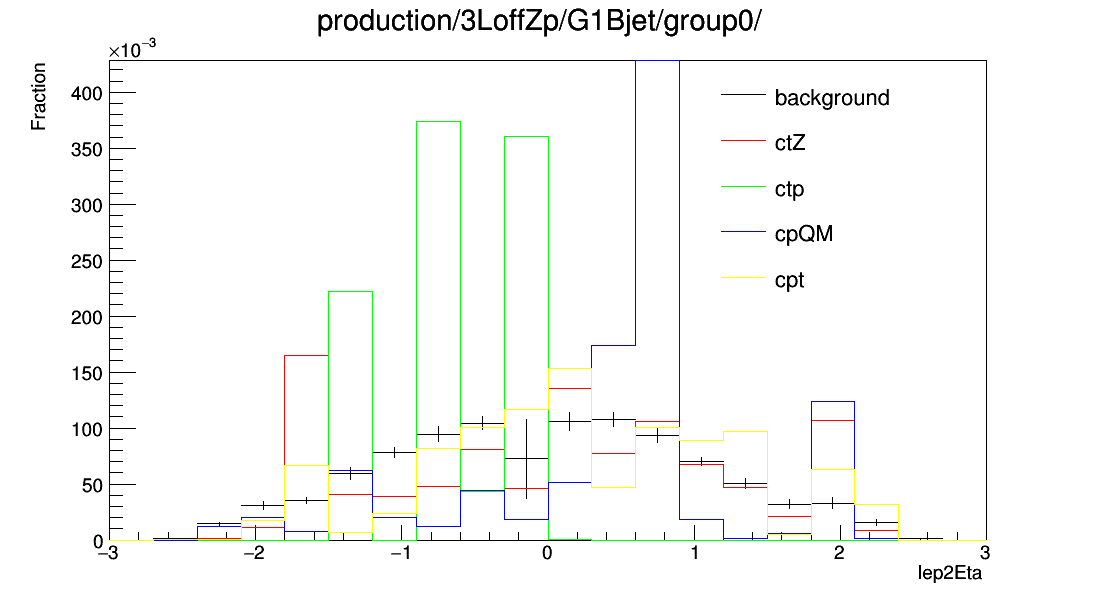 production/3LoffZp/G1Bjet/group0/
×10−3
Fraction
400
350
300
250
200
150
100
50
0
−3
−2
−1
0
1
2
3
lep2Eta
background
ctZ
ctp
cpQM
cpt